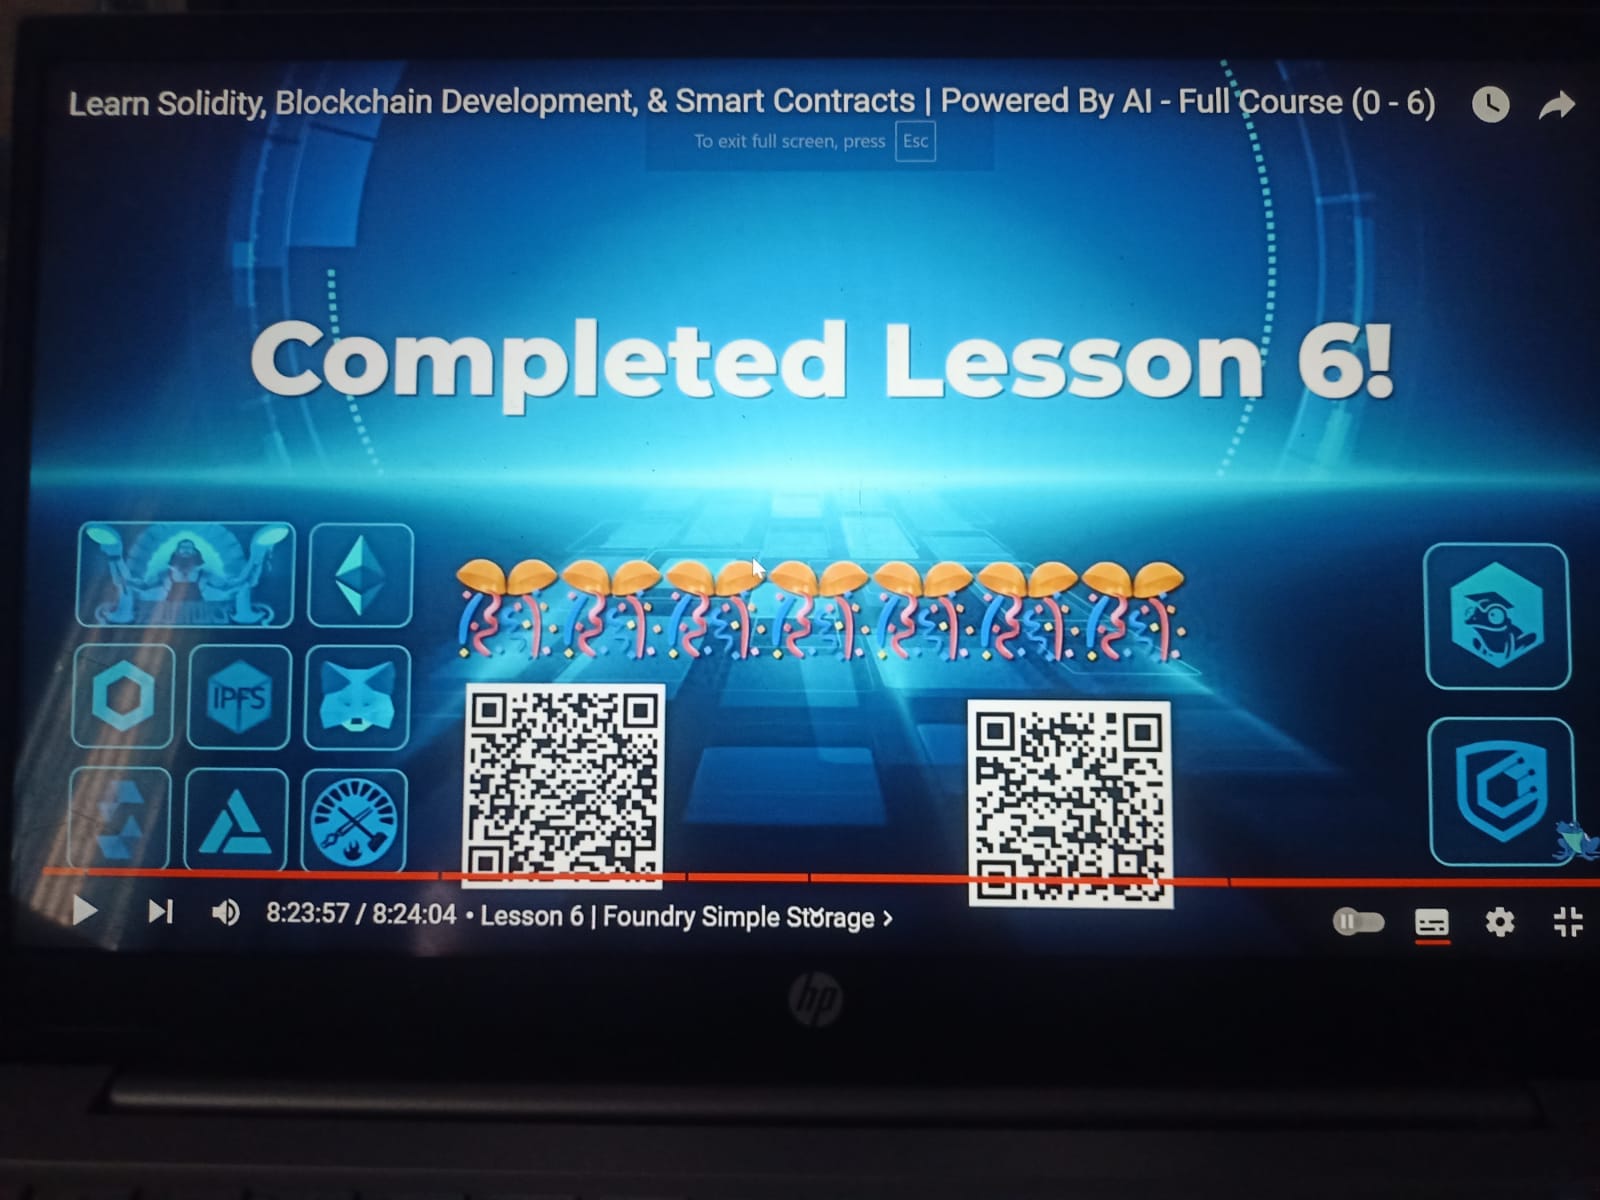 Learn Solidity, Blockchain Development, & Smart Contracts | Powered By AI - Full Course (0 - 6)
To exit full screen, press Esc
Completed Lesson 6!
IPFS
8:23:57 / 8:24:04 • Lesson 6 | Foundry Simple Storage >
hp